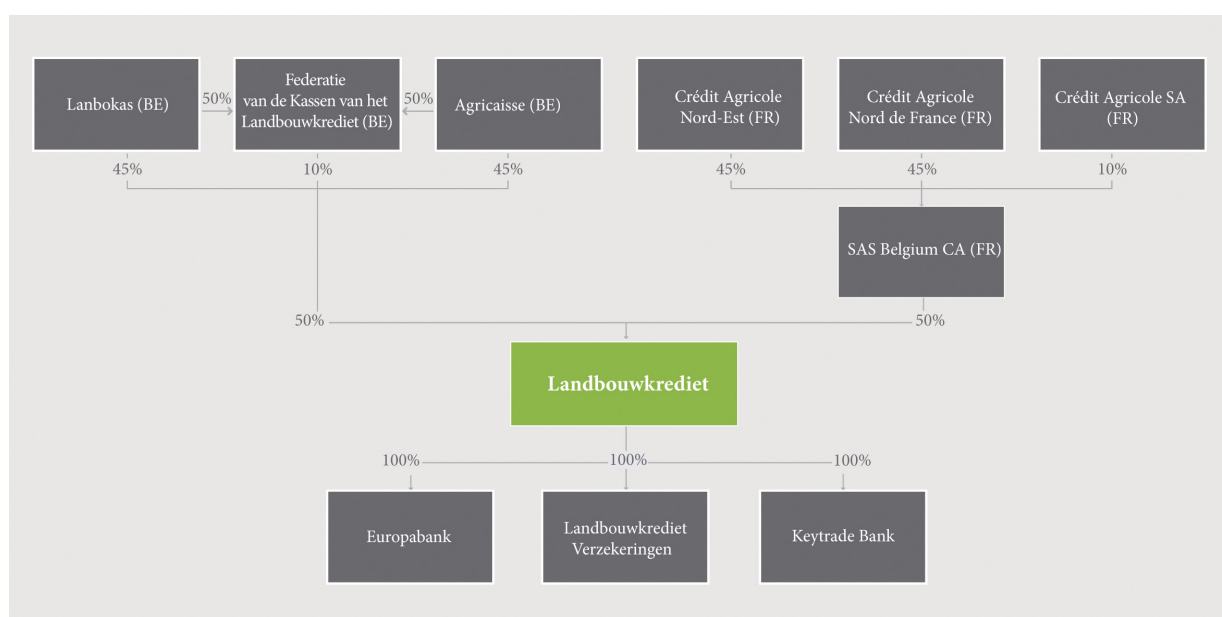 Lanbokas (BE)
50%
Federatie
van de Kassen van het
Landbouwkrediet (BE)
50%
Agricaisse (BE)
Crédit Agricole
Nord-Est (FR)
Crédit Agricole
Nord de France (FR)
Crédit Agricole SA
(FR)
45%
10%
45%
45%
45%
10%
SAS Belgium CA (FR)
50%
50%
Landbouwkrediet
100%
100%
100%
Europabank
Landbouwkrediet
Verzekeringen
Keytrade Bank